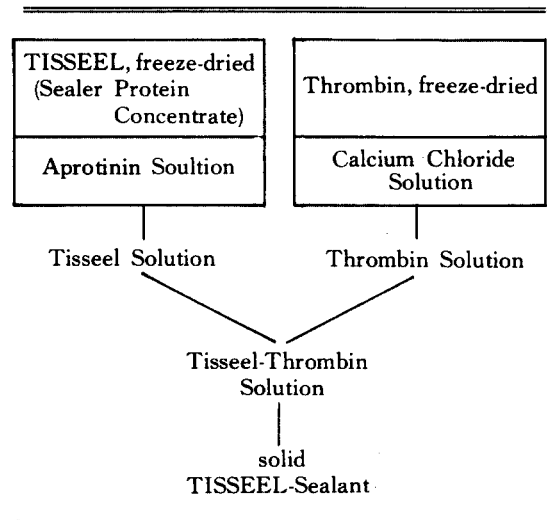 TISSEEL, freeze-dried
(Sealer Protein
Concentrate)
Aprotinin Soultion
Thrombin, freeze-dried
Calcium Chloride
Solution
Tisseel Solution
Thrombin Solution
Tisseel-Thrombin
Solution
solid
TISSEEL-Sealant